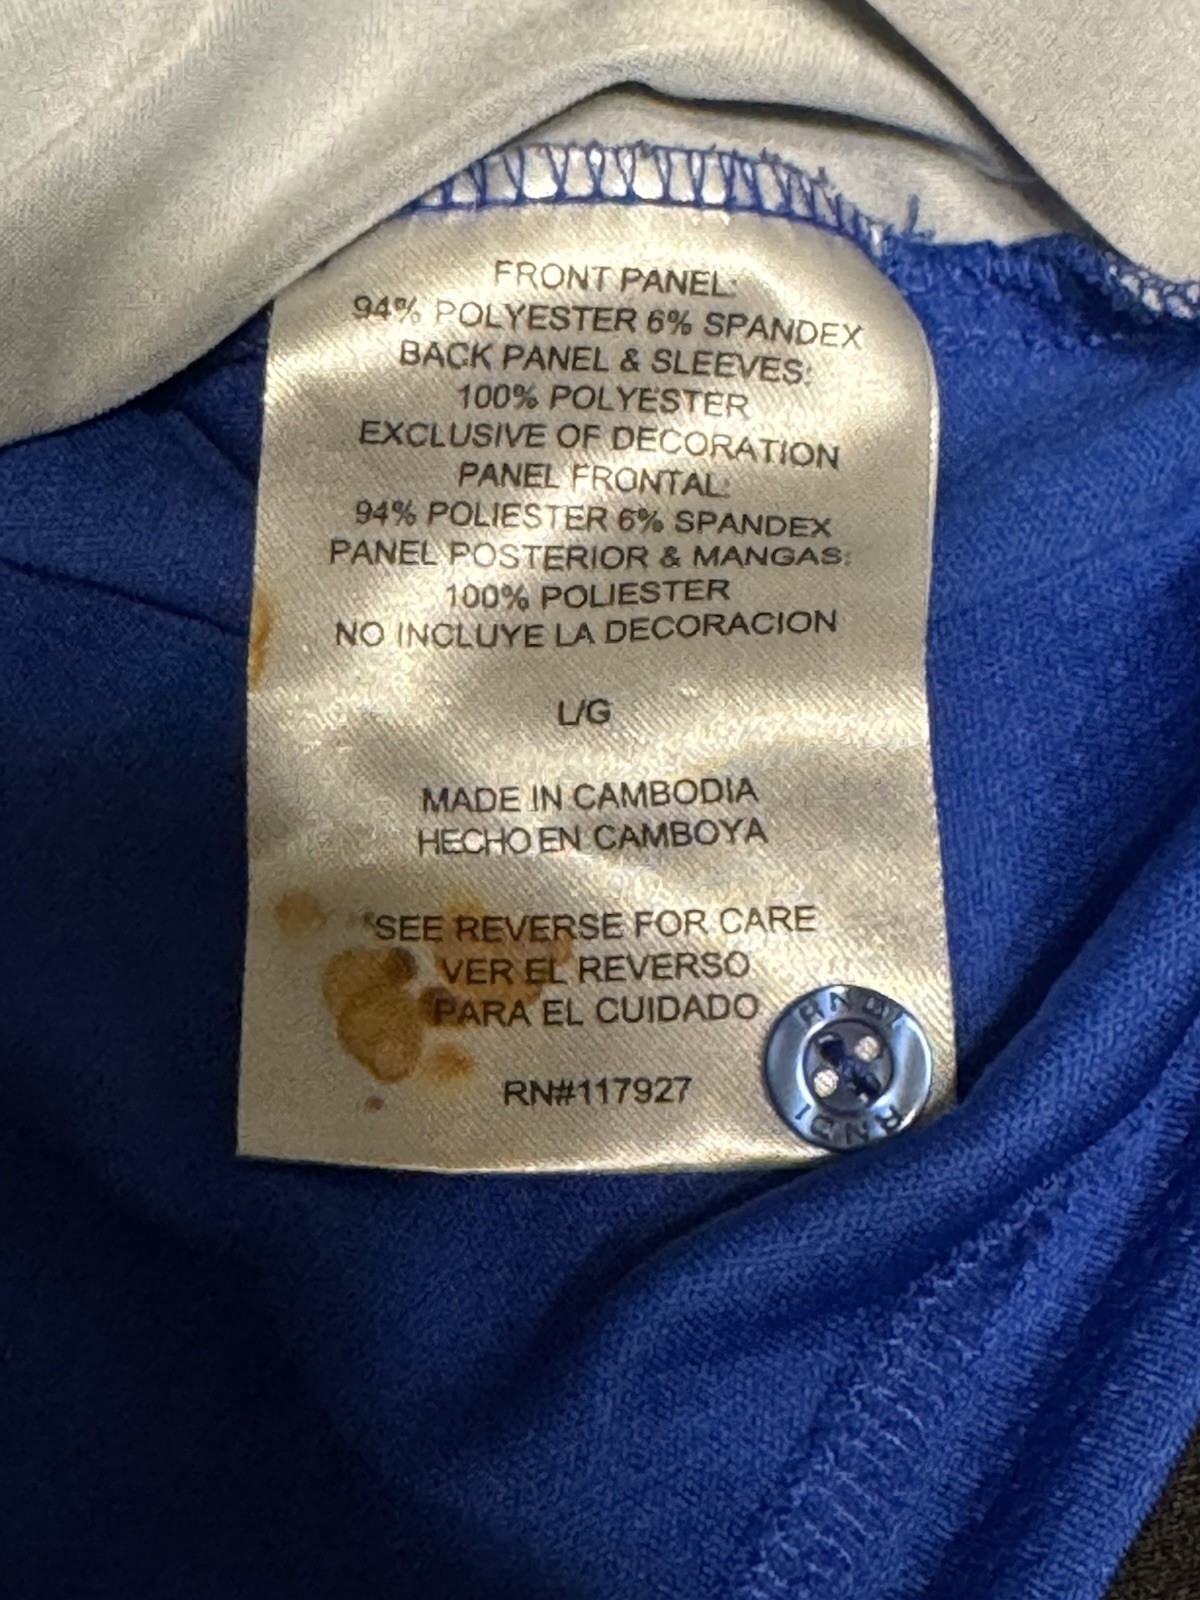 FRONT PANEL:
94% POLYESTER 6% SPANDEX
BACK PANEL & SLEEVES:
100% POLYESTER
EXCLUSIVE OF DECORATION
PANEL FRONTAL:
94% POLIESTER 6% SPANDEX
PANEL POSTERIOR & MANGAS:
100% POLIESTER
NO INCLUYE LA DECORACION
L/G
MADE IN CAMBODIA
HECHO EN CAMBOYA
*SEE REVERSE FOR CARE
VER EL REVERSO
PARA EL CUIDADO
RN#117927